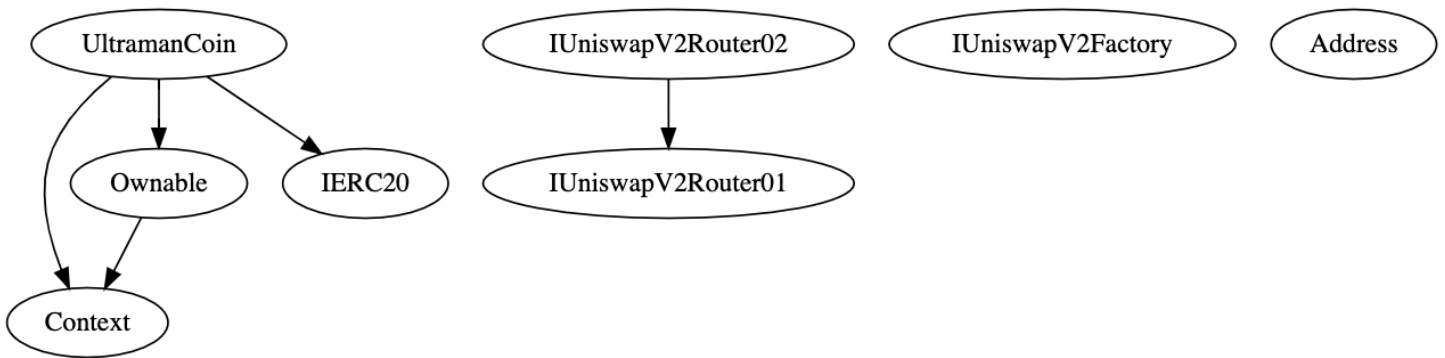 UltramanCoin
IUniswapV2Router02
IUniswapV2Factory
Address
Ownable
IERC20
IUniswapV2Router01
Context